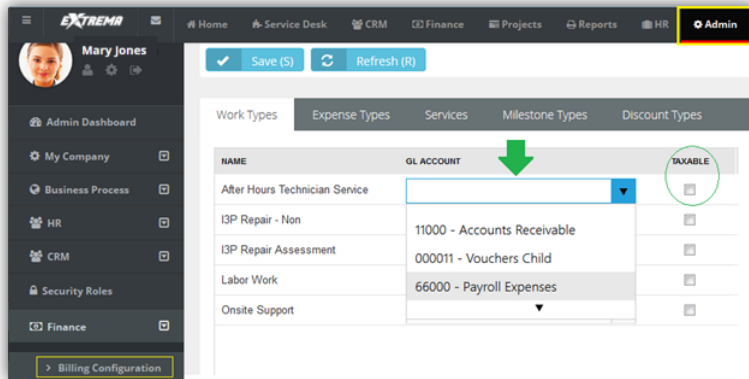 EXTREMA
Home Service Desk CRM Finance Projects Reports HR Admin
Mary Jones
Save (S) Refresh (R)
Admin Dashboard
My Company
Business Process
HR
CRM
Security Roles
Finance
> Billing Configuration
Work Types Expense Types Services Milestone Types Discount Types
NAME GL ACCOUNT TAXABLE
After Hours Technician Service
I3P Repair - Non
I3P Repair Assessment
Labor Work
Onsite Support
11000 - Accounts Receivable
000011 - Vouchers Child
66000 - Payroll Expenses